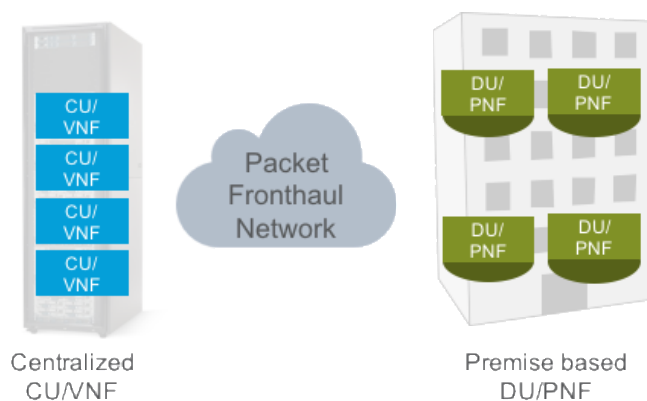 CU/
VNF
CU/
VNF
CU/
VNF
CU/
VNF
Packet
Fronthaul
Network
DU/
PNF
DU/
PNF
DU/
PNF
DU/
PNF
Centralized
CU/VNF
Premise based
DU/PNF